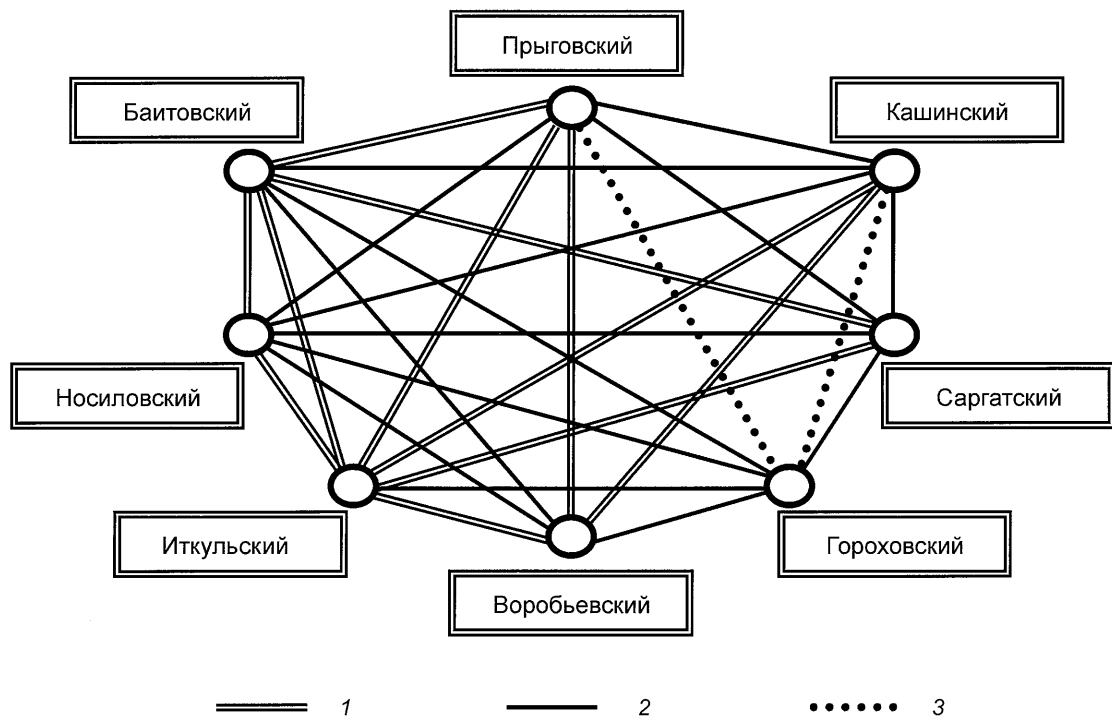 Прыговский
Баитовский
Кашинский
Носиловский
Саргатский
Иткульский
Гороховский
Воробьевский
1
2
3